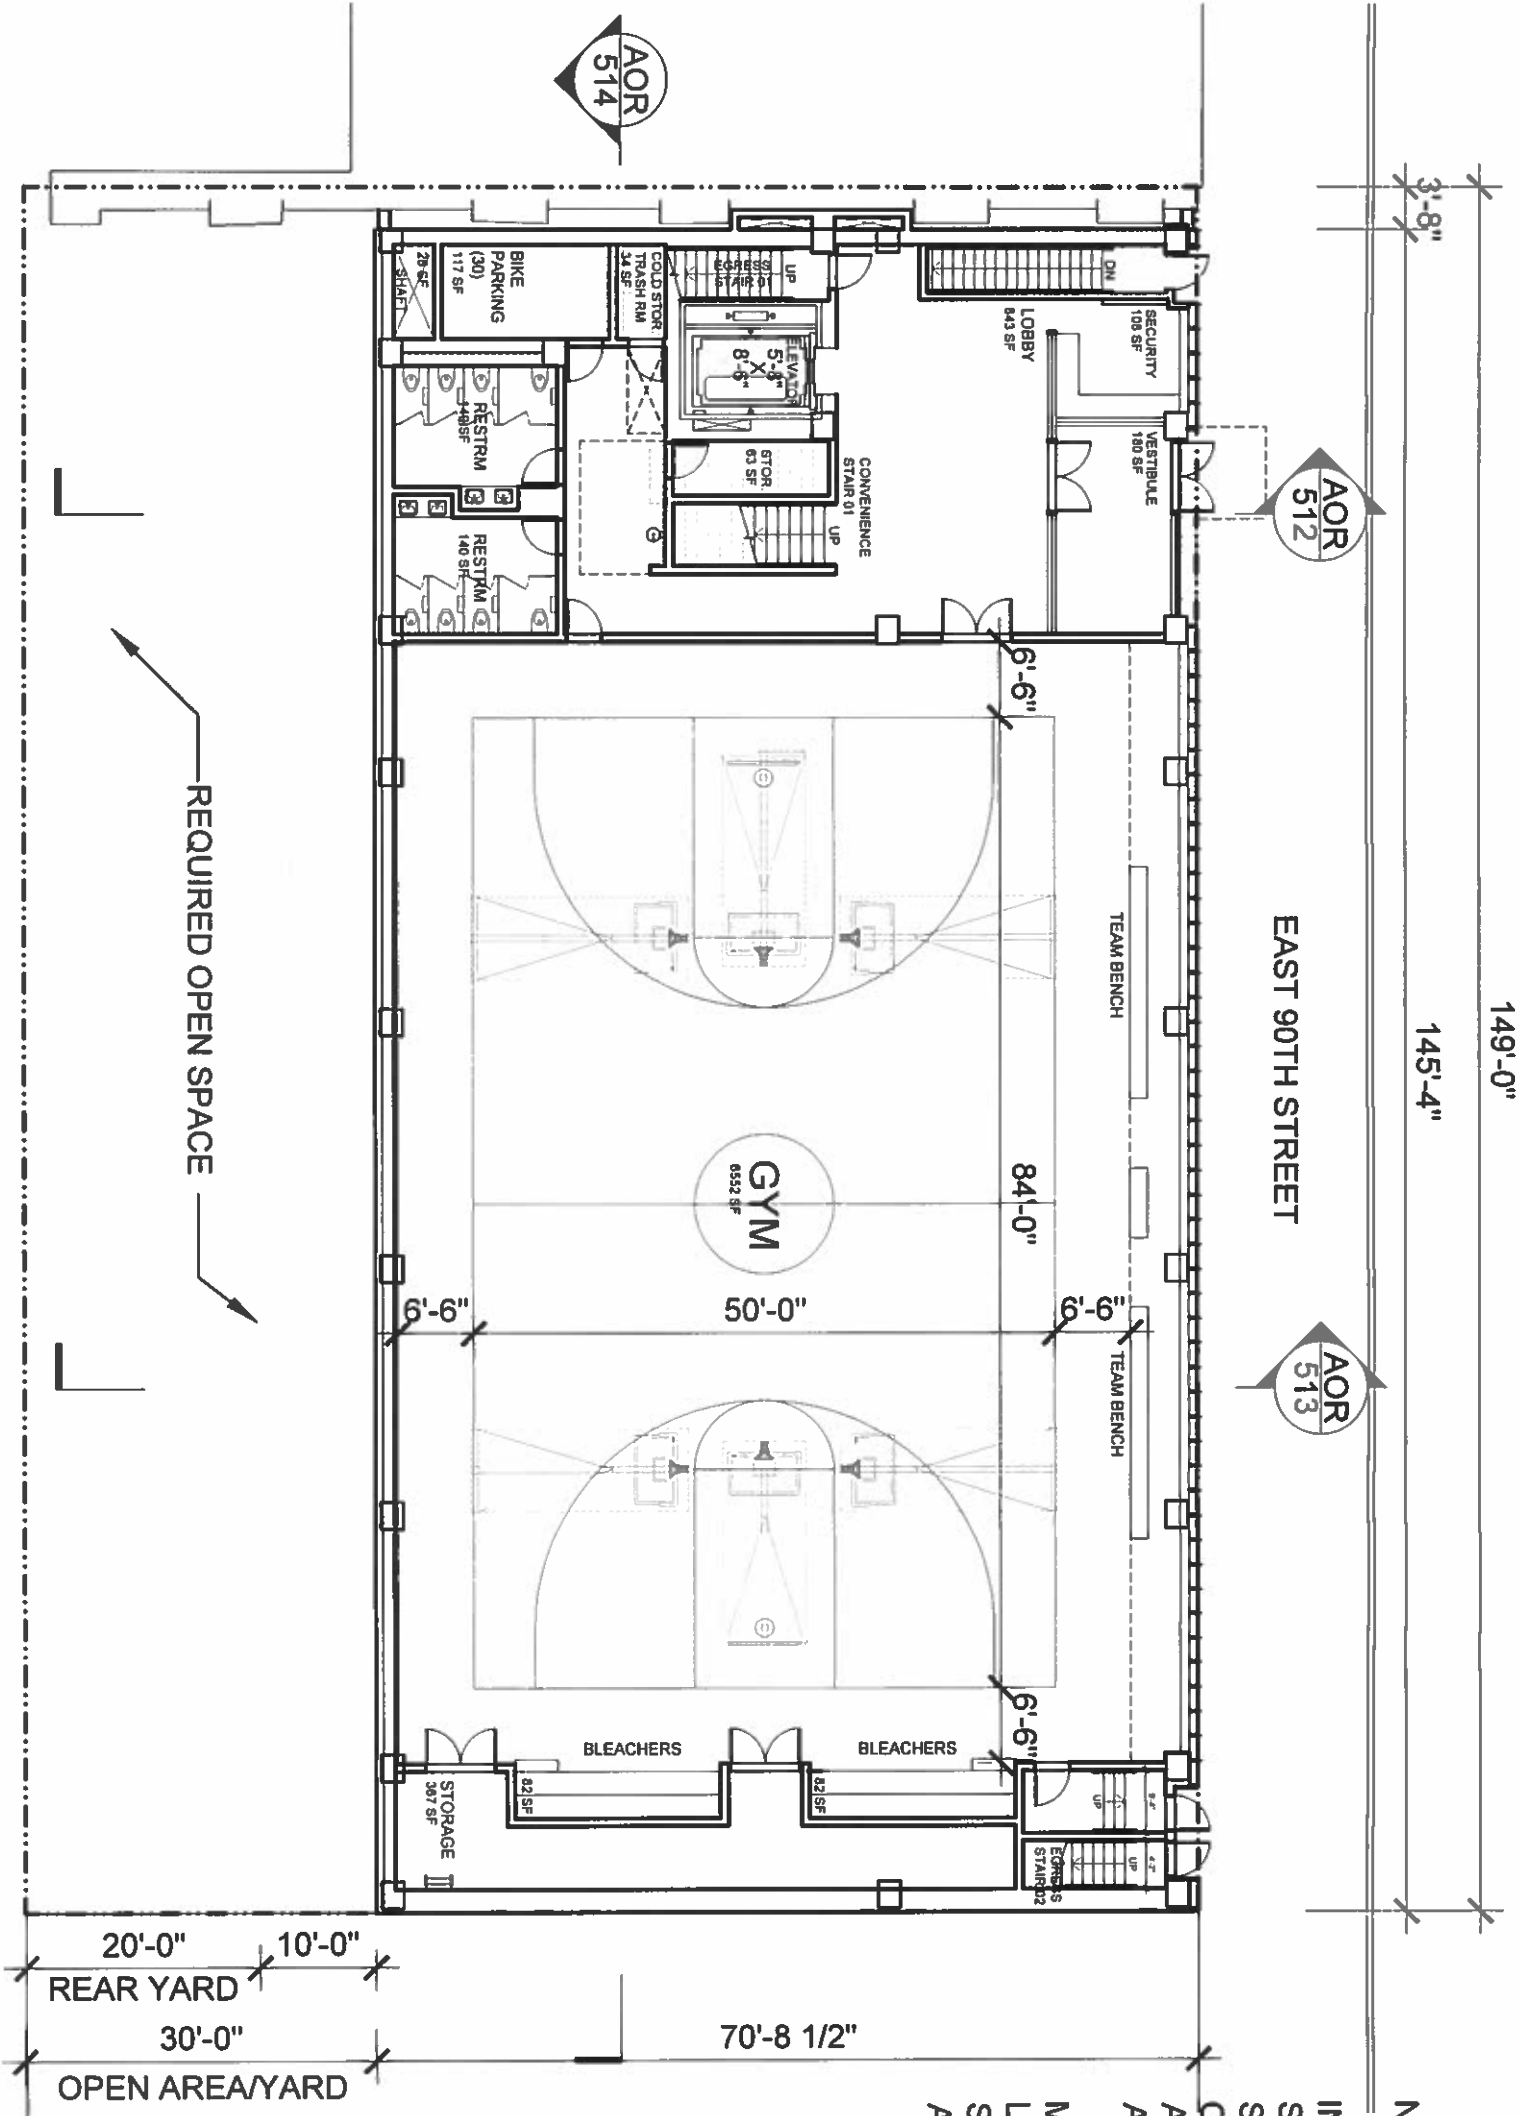 AOR
514
3'-8"
149'-0"
145'-4"
EAST 90TH STREET
AOR
512
AOR
513
DN
SECURITY
108 SF
LOBBY
843 SF
VESTIBULE
180 SF
UP
EGRESS
STAIR 01
ELEVATOR
5'-8"
X
8'-6"
COLD STOR
TRASH RM
34 SF
BIKE
PARKING
(30)
117 SF
SHAFT
STOR.
63 SF
CONVENIENCE
STAIR 01
UP
RESTRM
RESTRM
140 SF
6'-6"
TEAM BENCH
GYM
6552 SF
84'-0"
6'-6"
50'-0"
6'-6"
TEAM BENCH
6'-6"
BLEACHERS
BLEACHERS
82 SF
82 SF
STORAGE
367 SF
UP
UP
EGRESS
STAIR 02
REQUIRED OPEN SPACE
20'-0"
10'-0"
REAR YARD
30'-0"
70'-8 1/2"
OPEN AREA/YARD